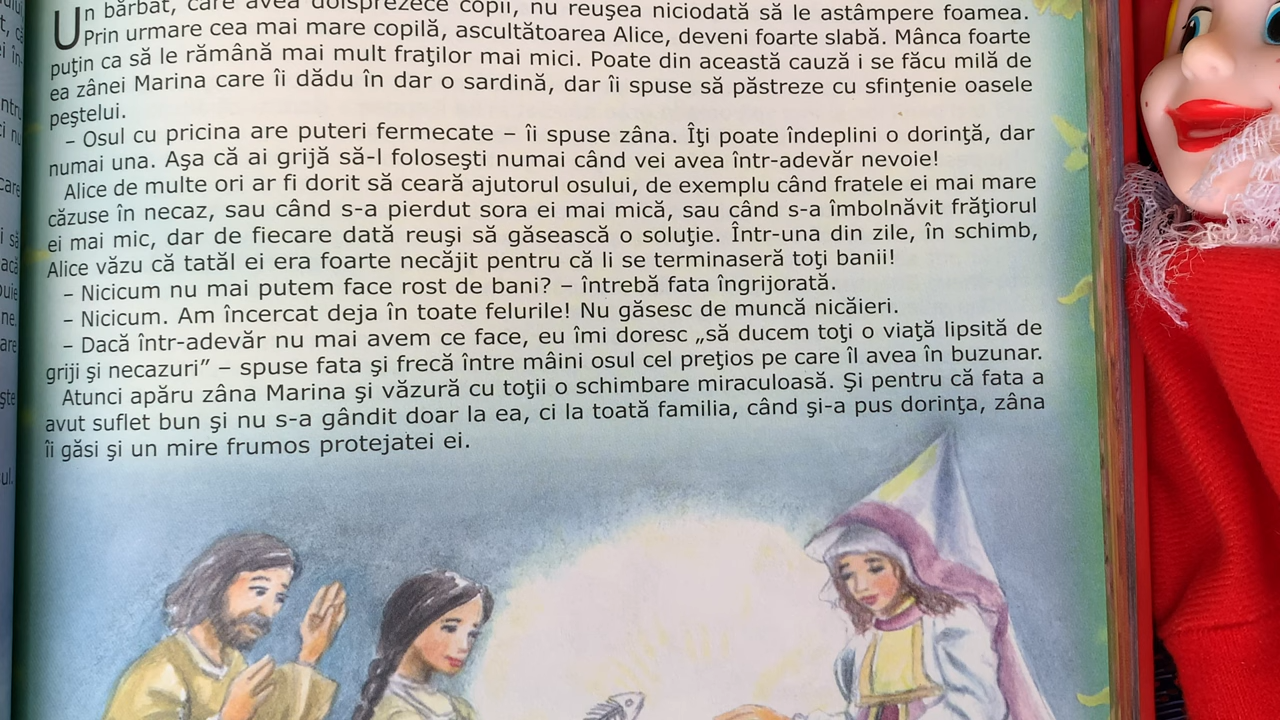 Un bărbat, care avea doisprezece copii, nu reuşea niciodată să le astâmpere foamea.
Prin urmare cea mai mare copilă, ascultătoarea Alice, deveni foarte slabă. Mânca foarte
puţin ca să le rămână mai mult fraţilor mai mici. Poate din această cauză i se făcu milă de
ea zânei Marina care îi dădu în dar o sardină, dar îi spuse să păstreze cu sfinţenie oasele
peştelui.
– Osul cu pricina are puteri fermecate – îi spuse zâna. Îţi poate îndeplini o dorinţă, dar
numai una. Aşa că ai grijă să-l foloseşti numai când vei avea într-adevăr nevoie!
Alice de multe ori ar fi dorit să ceară ajutorul osului, de exemplu când fratele ei mai mare
căzuse în necaz, sau când s-a pierdut sora ei mai mică, sau când s-a îmbolnăvit frăţiorul
ei mai mic, dar de fiecare dată reuşi să găsească o soluţie. Într-una din zile, în schimb,
Alice văzu că tatăl ei era foarte necăjit pentru că li se terminaseră toţi banii!
– Nicicum nu mai putem face rost de bani? – întrebă fata îngrijorată.
– Nicicum. Am încercat deja în toate felurile! Nu găsesc de muncă nicăieri.
– Dacă într-adevăr nu mai avem ce face, eu îmi doresc „să ducem toţi o viaţă lipsită de
griji şi necazuri” – spuse fata şi frecă între mâini osul cel preţios pe care îl avea în buzunar.
Atunci apăru zâna Marina şi văzură cu toţii o schimbare miraculoasă. Şi pentru că fata a
avut suflet bun şi nu s-a gândit doar la ea, ci la toată familia, când şi-a pus dorinţa, zâna
îi găsi şi un mire frumos protejatei ei.